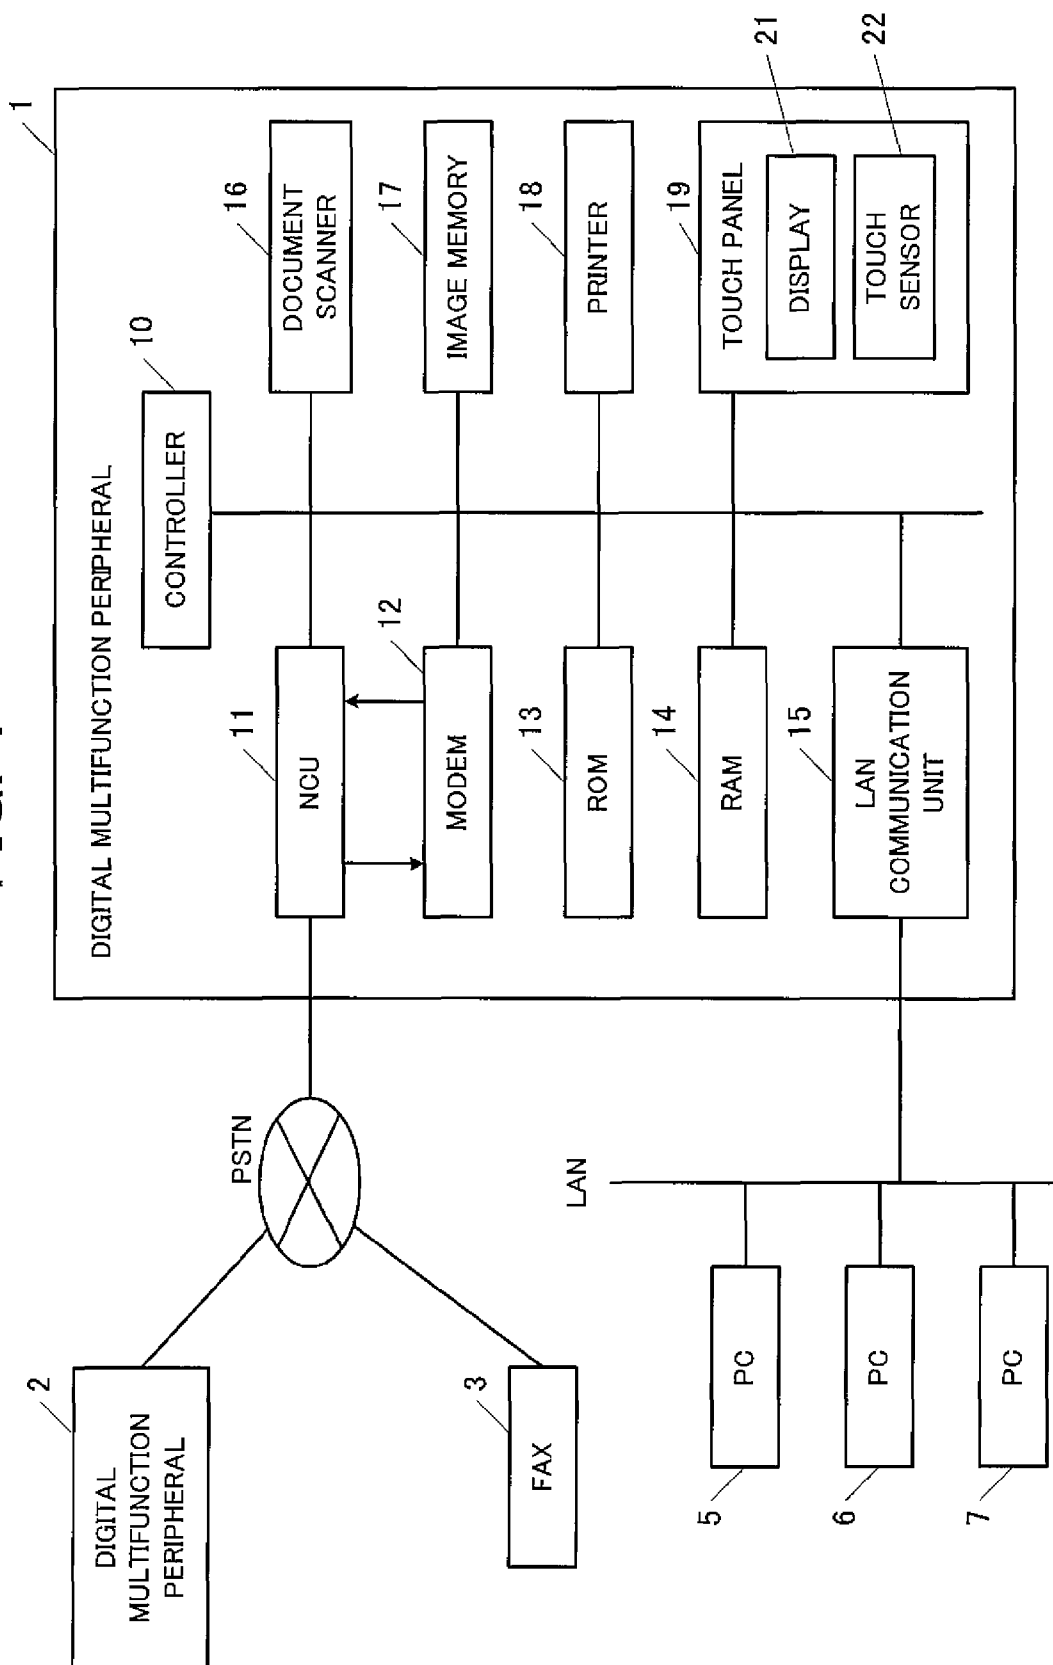 1
DIGITAL MULTIFUNCTION PERIPHERAL
2
DIGITAL
MULTIFUNCTION
PERIPHERAL
10
CONTROLLER
PSTN
11
NCU
16
DOCUMENT
SCANNER
12
MODEM
17
IMAGE MEMORY
3
FAX
13
ROM
18
PRINTER
LAN
14
RAM
19
TOUCH PANEL
21
DISPLAY
22
TOUCH
SENSOR
15
LAN
COMMUNICATION
UNIT
5
PC
6
PC
7
PC